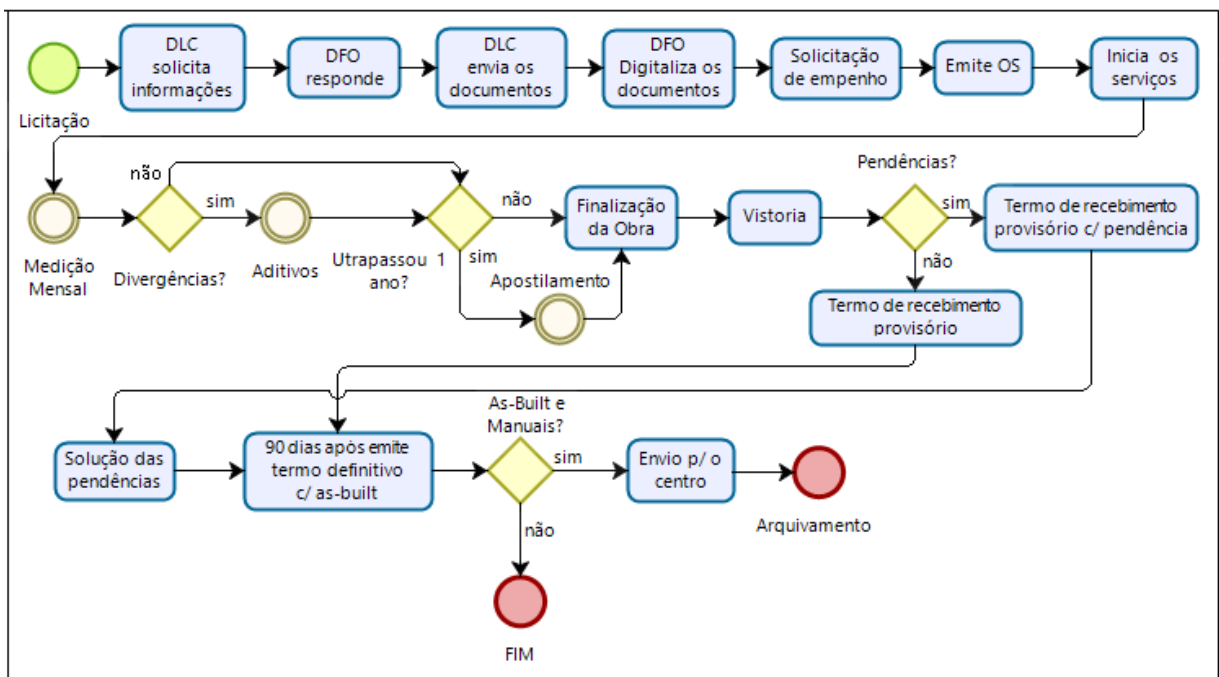 DLC
solicita
informações
DFO
responde
DLC
envia os
documentos
DFO
Digitaliza os
documentos
Solicitação
de empenho
Emite OS
Inicia os
serviços
Licitação
Medição
Mensal
não
Divergências?
sim
Aditivos
Utrapassou 1
ano?
não
sim
Apostilamento
Finalização
da Obra
Vistoria
Pendências?
sim
não
Termo de recebimento
provisório c/ pendência
Termo de recebimento
provisório
Solução das
pendências
90 dias após emite
termo definitivo
c/ as-built
As-Built e
Manuais?
sim
não
Envio p/ o
centro
Arquivamento
FIM